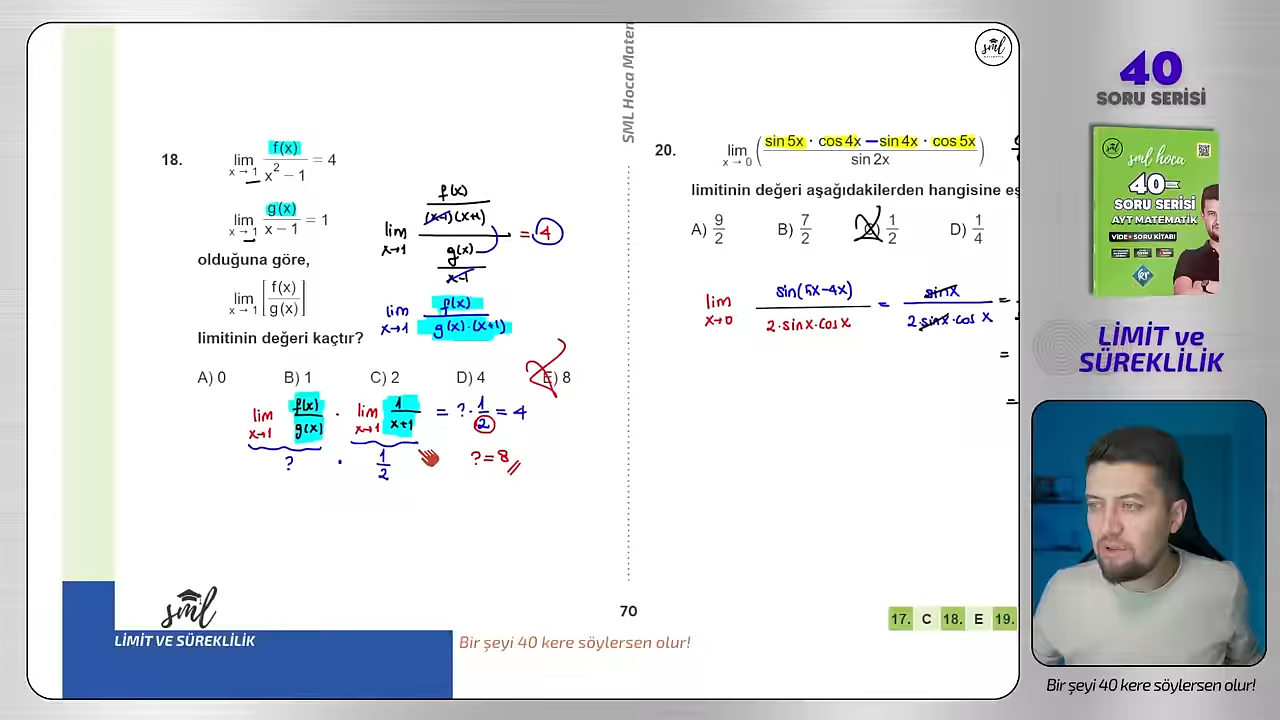 SML Hoca Matem
sml
18.
lim x→1 f(x) / x² − 1 = 4
lim x→1 g(x) / x − 1 = 1
olduğuna göre,
lim x→1 [f(x) / g(x)]
limitinin değeri kaçtır?
A) 0 B) 1 C) 2 D) 4 E) 8
lim x→1 f(x) / (x-1)(x+1) / g(x) / x-1 = 4
lim x→1 f(x) / g(x)·(x+1)
lim x→1 f(x) / g(x) · lim x→1 1 / x+1 = ?·1/2 = 4
? · 1/2 ?=8
20.
lim x→0 (sin 5x · cos 4x − sin 4x · cos 5x / sin 2x)
limitinin değeri aşağıdakilerden hangisine eş
A) 9/2 B) 7/2 C) 1/2 D) 1/4
lim x→0 sin(5x-4x) / 2·sinx·cosx = sinx / 2sinx·cosx =
=
=
sml
LİMİT VE SÜREKLİLİK
70
Bir şeyi 40 kere söylersen olur!
17. C 18. E 19.
40
SORU SERİSİ
sml hoca
40
SORU SERİSİ
AYT MATEMATİK
VİDEO SORU KİTABI
LİMİT ve
SÜREKLİLİK
Bir şeyi 40 kere söylersen olur!